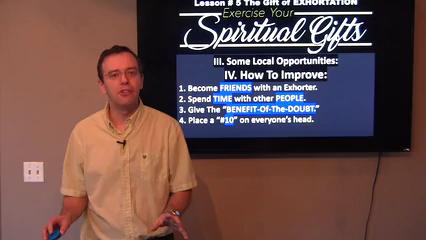 Lesson # 5 The Gift of EXHORTATION
Exercise Your
Spiritual Gifts
III. Some Local Opportunities:
IV. How To Improve:
1. Become FRIENDS with an Exhorter.
2. Spend TIME with other PEOPLE.
3. Give The "BENEFIT-Of-The-DOUBT."
4. Place a "#10" on everyone's head.